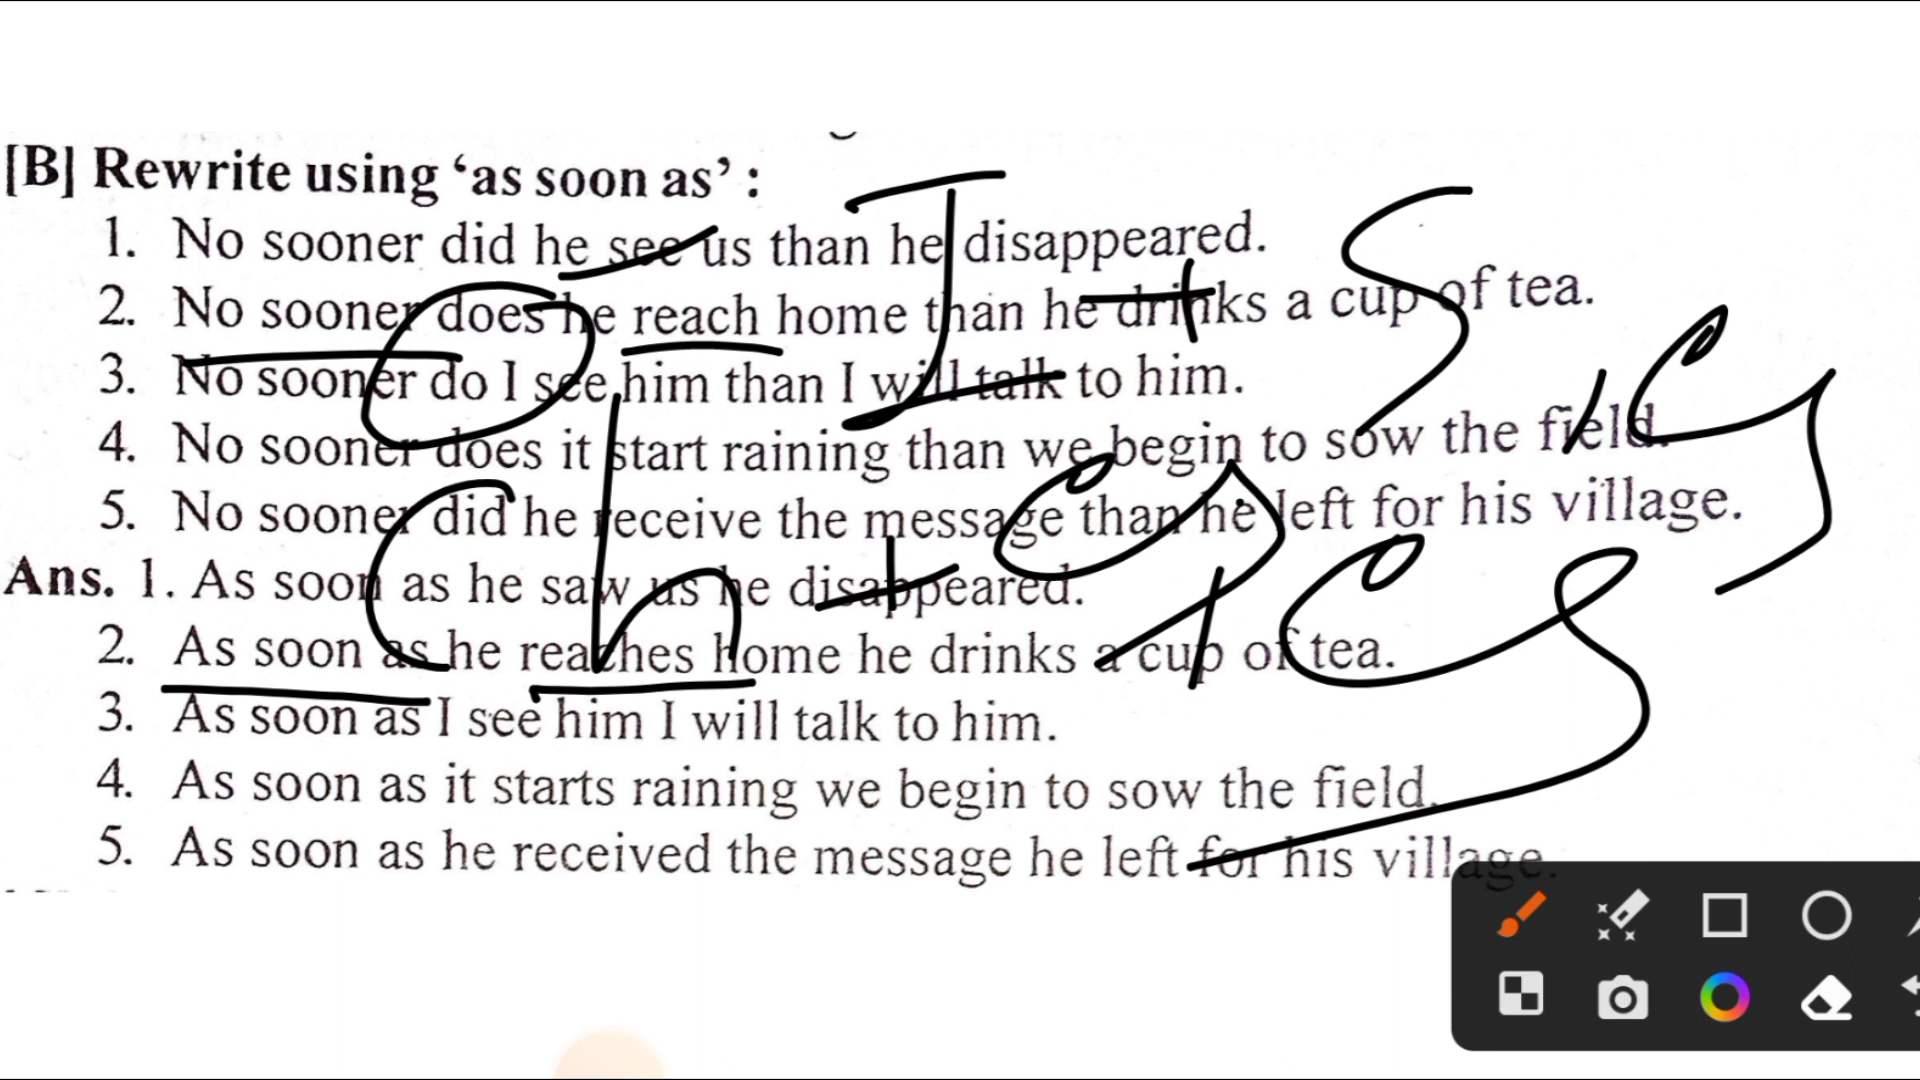 [B] Rewrite using ‘as soon as’ :
1. No sooner did he see us than he disappeared.
2. No sooner does he reach home than he drinks a cup of tea.
3. No sooner do I see him than I will talk to him.
4. No sooner does it start raining than we begin to sow the field.
5. No sooner did he receive the message than he left for his village.
Ans. 1. As soon as he saw us he disappeared.
2. As soon as he reaches home he drinks a cup of tea.
3. As soon as I see him I will talk to him.
4. As soon as it starts raining we begin to sow the field.
5. As soon as he received the message he left for his village.